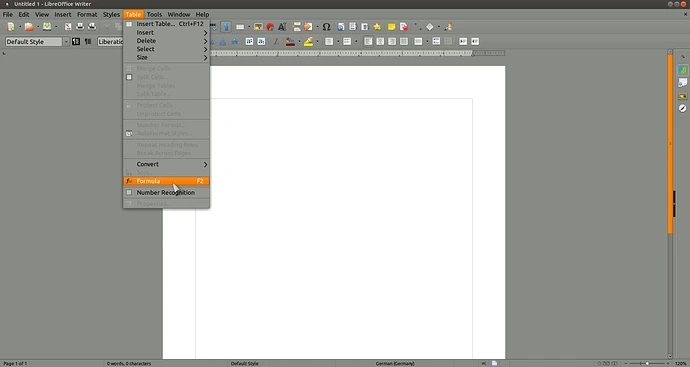 Untitled 1 - LibreOffice Writer
File Edit View Insert Format Styles Table Tools Window Help
Default Style
Liberatio
Insert Table... Ctrl+F12
Insert
Delete
Select
Size
Merge Cells
Split Cells
Merge Tables
Split Table...
Protect Cells
Unprotect Cells
Number Format...
AutoFormat Styles...
Repeat Heading Rows
Break Across Pages
Convert
Formula F2
Number Recognition
Properties...
Page 1 of 1
0 words, 0 characters
Default Style
German (Germany)
120%